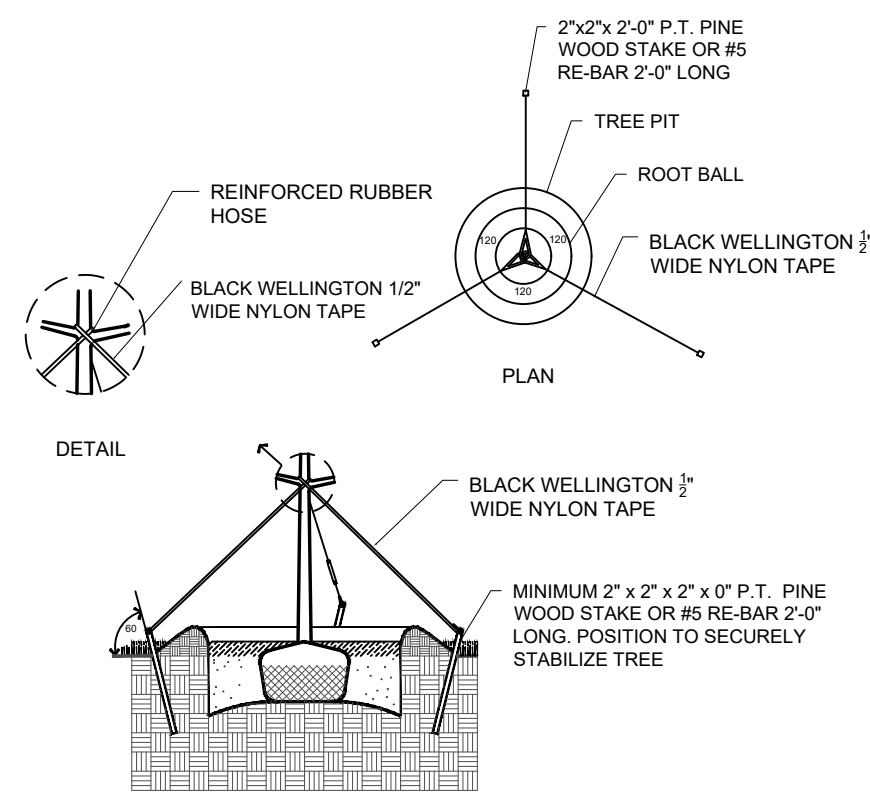 2"x2"x 2'-0" P.T. PINE
WOOD STAKE OR #5
RE-BAR 2'-0" LONG
TREE PIT
ROOT BALL
BLACK WELLINGTON ½'
WIDE NYLON TAPE
120
120
120
PLAN
REINFORCED RUBBER
HOSE
BLACK WELLINGTON 1/2"
WIDE NYLON TAPE
DETAIL
BLACK WELLINGTON ½"
WIDE NYLON TAPE
MINIMUM 2" x 2" x 2" x 0" P.T. PINE
WOOD STAKE OR #5 RE-BAR 2'-0"
LONG. POSITION TO SECURELY
STABILIZE TREE
60